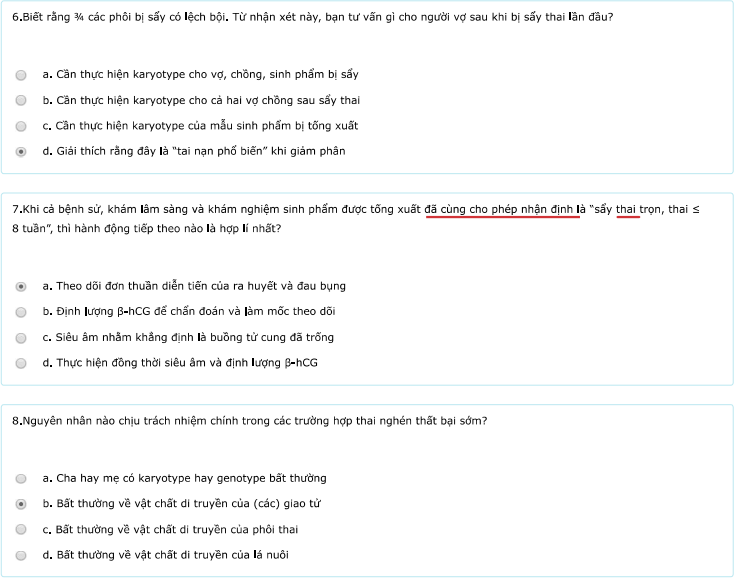 6.Biết rằng ¾ các phôi bị sẩy có lệch bội. Từ nhận xét này, bạn tư vấn gì cho người vợ sau khi bị sẩy thai lần đầu?
a. Cần thực hiện karyotype cho vợ, chồng, sinh phẩm bị sẩy
b. Cần thực hiện karyotype cho cả hai vợ chồng sau sẩy thai
c. Cần thực hiện karyotype của mẫu sinh phẩm bị tống xuất
d. Giải thích rằng đây là “tai nạn phổ biến” khi giảm phân
7.Khi cả bệnh sử, khám lâm sàng và khám nghiệm sinh phẩm được tống xuất đã cùng cho phép nhận định là “sẩy thai trọn, thai ≤
8 tuần”, thì hành động tiếp theo nào là hợp lí nhất?
a. Theo dõi đơn thuần diễn tiến của ra huyết và đau bụng
b. Định lượng β-hCG để chẩn đoán và làm mốc theo dõi
c. Siêu âm nhằm khẳng định là buồng tử cung đã trống
d. Thực hiện đồng thời siêu âm và định lượng β-hCG
8.Nguyên nhân nào chịu trách nhiệm chính trong các trường hợp thai nghén thất bại sớm?
a. Cha hay mẹ có karyotype hay genotype bất thường
b. Bất thường về vật chất di truyền của (các) giao tử
c. Bất thường về vật chất di truyền của phôi thai
d. Bất thường về vật chất di truyền của lá nuôi